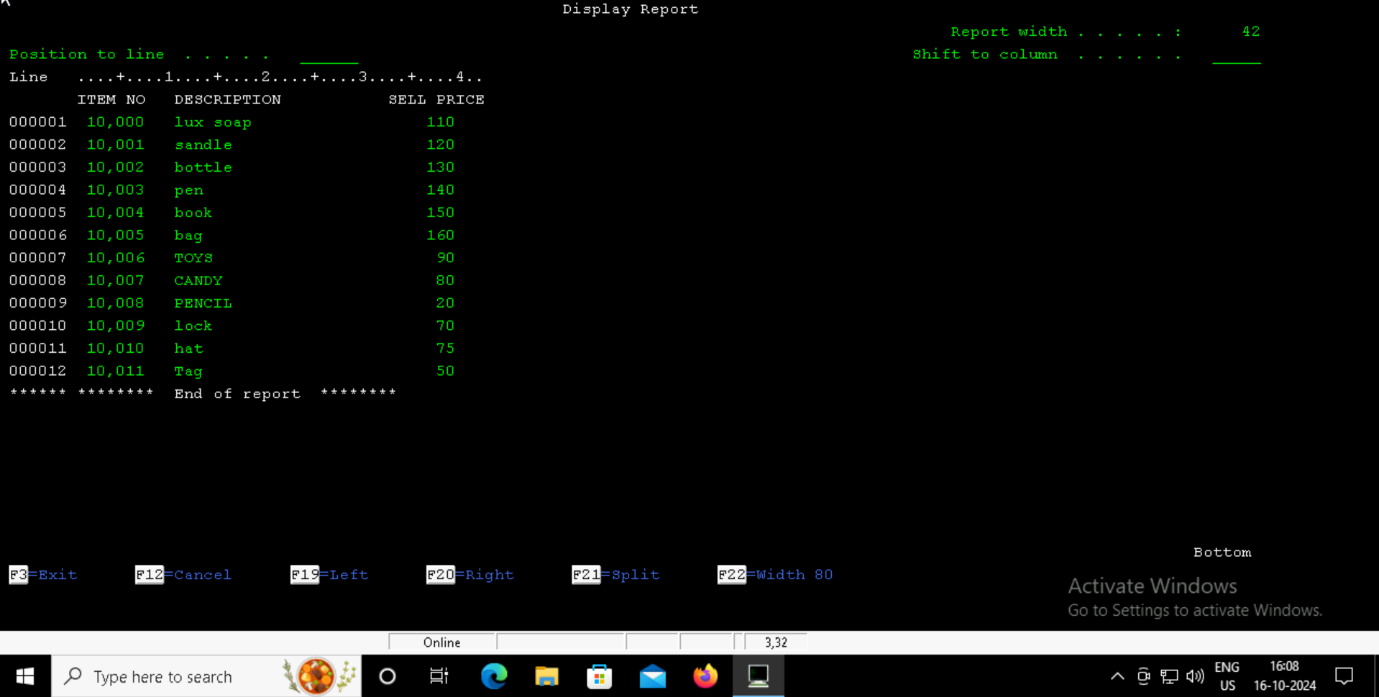 Display Report
Report width . . . . . : 42
Position to line . . . . . Shift to column . . . . . .
Line ....+....1....+....2....+....3....+....4..
ITEM NO DESCRIPTION SELL PRICE
000001 10,000 lux soap 110
000002 10,001 sandle 120
000003 10,002 bottle 130
000004 10,003 pen 140
000005 10,004 book 150
000006 10,005 bag 160
000007 10,006 TOYS 90
000008 10,007 CANDY 80
000009 10,008 PENCIL 20
000010 10,009 lock 70
000011 10,010 hat 75
000012 10,011 Tag 50
****** ******** End of report ********
Bottom
F3=Exit F12=Cancel F19=Left F20=Right F21=Split F22=Width 80
Activate Windows
Go to Settings to activate Windows.
Online 3,32
Type here to search
ENG 16:08
US 16-10-2024